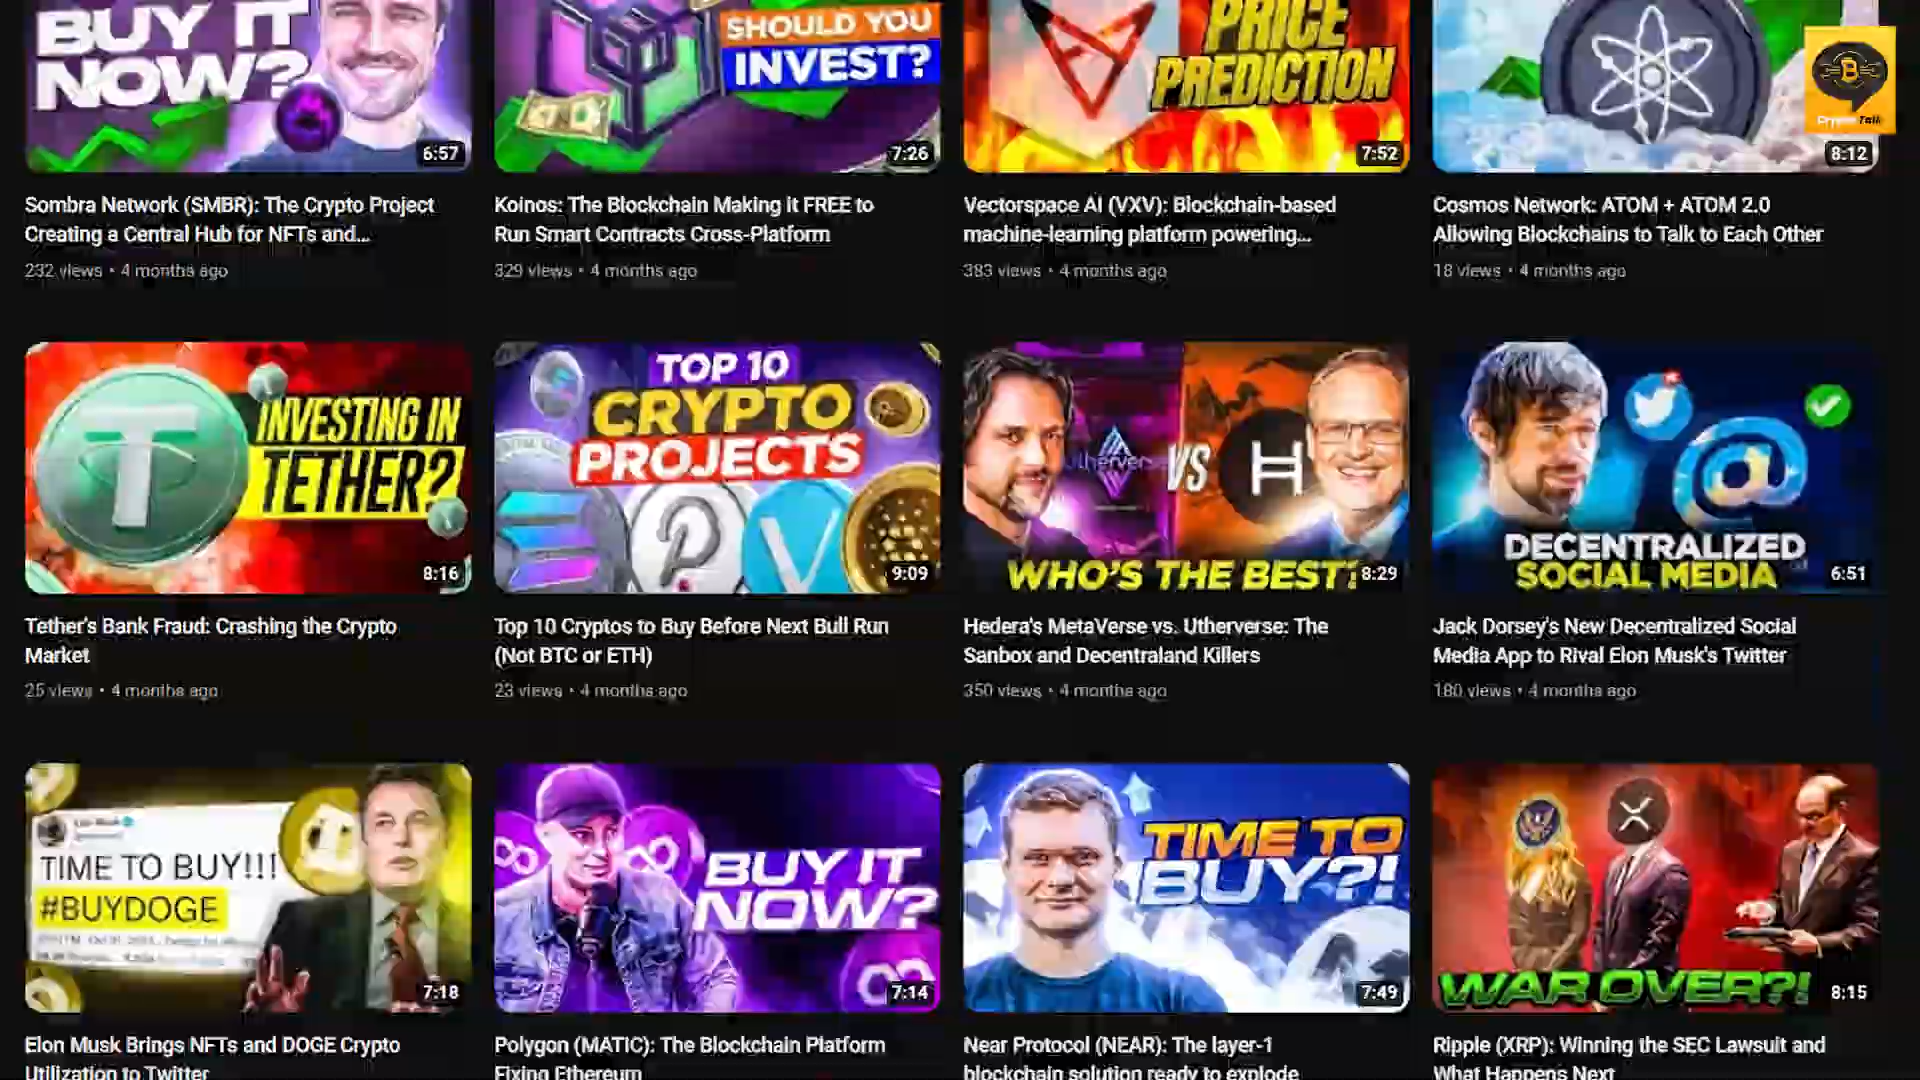 BUY IT
NOW?
6:57
SHOULD YOU
INVEST?
7:26
PRICE
PREDICTION
7:52
8:12
Crypto Talk
Sombra Network (SMBR): The Crypto Project
Creating a Central Hub for NFTs and...
232 views • 4 months ago
Koinos: The Blockchain Making it FREE to
Run Smart Contracts Cross-Platform
329 views • 4 months ago
Vectorspace AI (VXV): Blockchain-based
machine-learning platform powering...
383 views • 4 months ago
Cosmos Network: ATOM + ATOM 2.0
Allowing Blockchains to Talk to Each Other
18 views • 4 months ago
INVESTING IN
TETHER?
8:16
TOP 10
CRYPTO
PROJECTS
9:09
Utherverse
VS
WHO'S THE BEST?
8:29
DECENTRALIZED
SOCIAL MEDIA
6:51
Tether's Bank Fraud: Crashing the Crypto
Market
25 views • 4 months ago
Top 10 Cryptos to Buy Before Next Bull Run
(Not BTC or ETH)
23 views • 4 months ago
Hedera's MetaVerse vs. Utherverse: The
Sanbox and Decentraland Killers
350 views • 4 months ago
Jack Dorsey's New Decentralized Social
Media App to Rival Elon Musk's Twitter
180 views • 4 months ago
TIME TO BUY!!!
#BUYDOGE
7:18
BUY IT
NOW?
7:14
TIME TO
BUY?!
7:49
WAR OVER?!
8:15
Elon Musk Brings NFTs and DOGE Crypto
Utilization to Twitter
Polygon (MATIC): The Blockchain Platform
Fixing Ethereum
Near Protocol (NEAR): The layer-1
blockchain solution ready to explode
Ripple (XRP): Winning the SEC Lawsuit and
What Happens Next